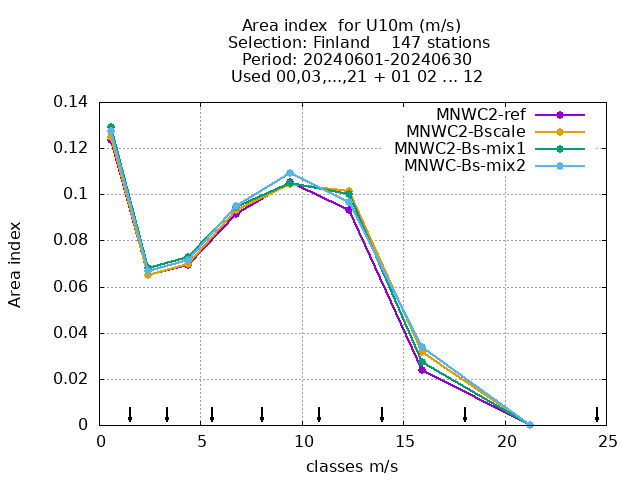 Area index  for U10m (m/s)
Selection: Finland    147 stations
Period: 20240601-20240630
Used 00,03,...,21 + 01 02 ... 12
MNWC2-ref
MNWC2-Bscale
MNWC2-Bs-mix1
MNWC-Bs-mix2
0.14
0.12
0.1
0.08
0.06
0.04
0.02
0
Area index
0 5 10 15 20 25
classes m/s